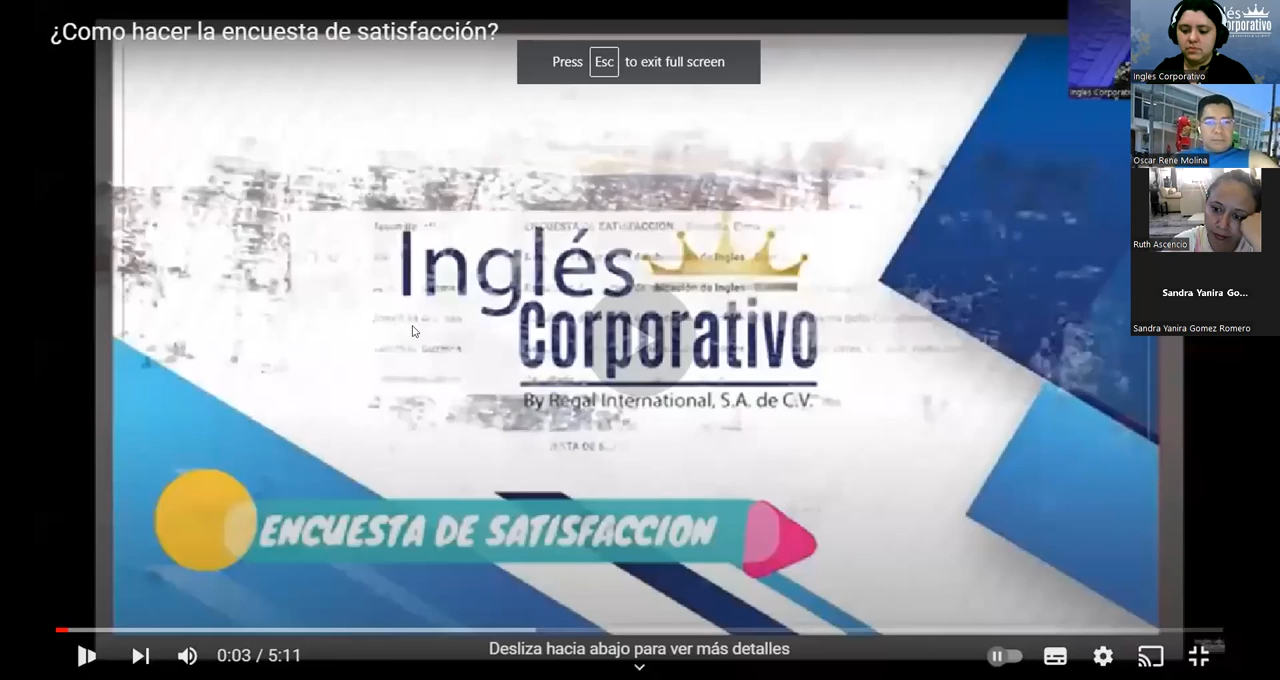 ¿Como hacer la encuesta de satisfacción?
Press Esc to exit full screen
Inglés
Corporativo
By Regal International, S.A. de C.V.
ENCUESTA DE SATISFACCION
0:03 / 5:11
Desliza hacia abajo para ver más detalles
Ingles Corporativo
Oscar Rene Molina
Ruth Ascencio
Sandra Yanira Go...
Sandra Yanira Gomez Romero